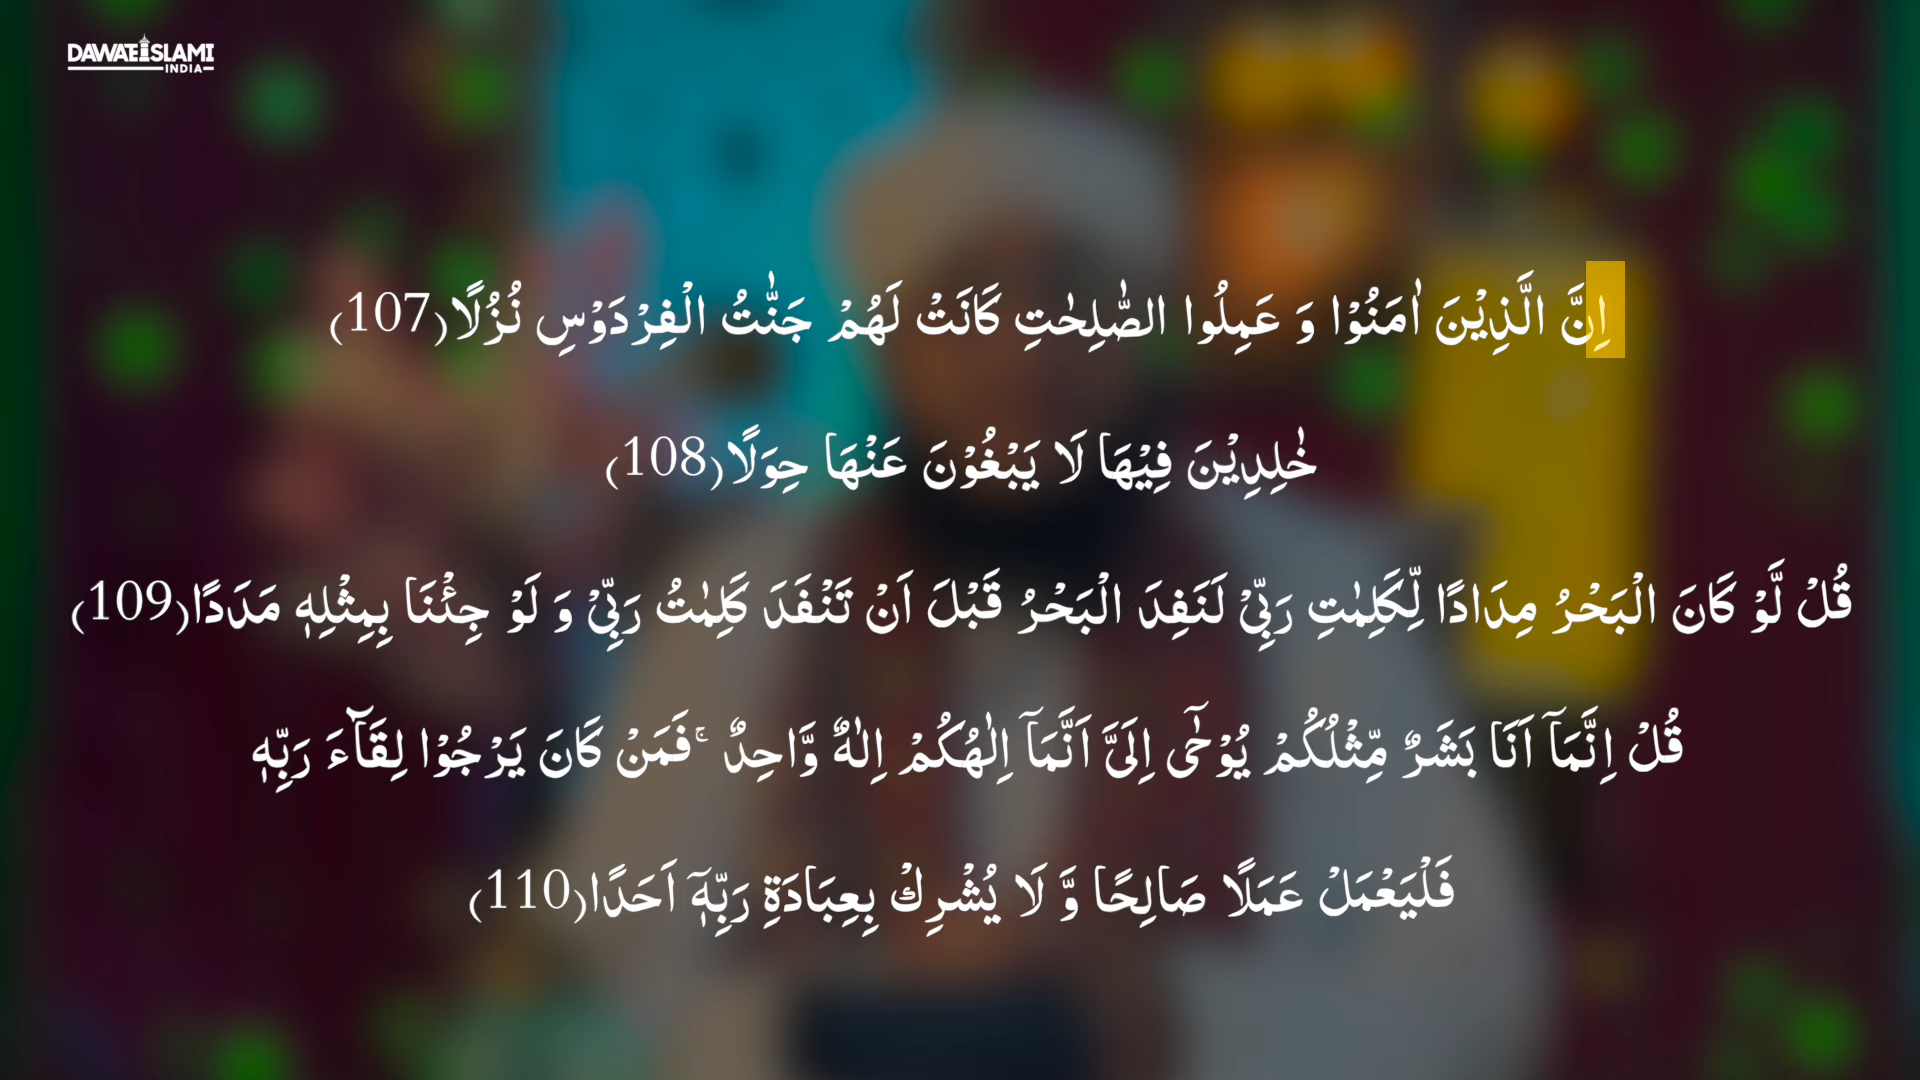 DAWATEISLAMI
INDIA
اِنَّ الَّذِیْنَ اٰمَنُوْا وَ عَمِلُوا الصّٰلِحٰتِ كَانَتْ لَهُمْ جَنّٰتُ الْفِرْدَوْسِ نُزُلًا(107)
خٰلِدِیْنَ فِیْهَا لَا یَبْغُوْنَ عَنْهَا حِوَلًا(108)
قُلْ لَّوْ كَانَ الْبَحْرُ مِدَادًا لِّكَلِمٰتِ رَبِّیْ لَنَفِدَ الْبَحْرُ قَبْلَ اَنْ تَنْفَدَ كَلِمٰتُ رَبِّیْ وَ لَوْ جِئْنَا بِمِثْلِهٖ مَدَدًا(109)
قُلْ اِنَّمَاۤ اَنَا بَشَرٌ مِّثْلُكُمْ یُوْحٰۤى اِلَیَّ اَنَّمَاۤ اِلٰهُكُمْ اِلٰهٌ وَّاحِدٌ ۚ فَمَنْ كَانَ یَرْجُوْا لِقَآءَ رَبِّهٖ
فَلْیَعْمَلْ عَمَلًا صَالِحًا وَّ لَا یُشْرِكْ بِعِبَادَةِ رَبِّهٖۤ اَحَدًا(110)